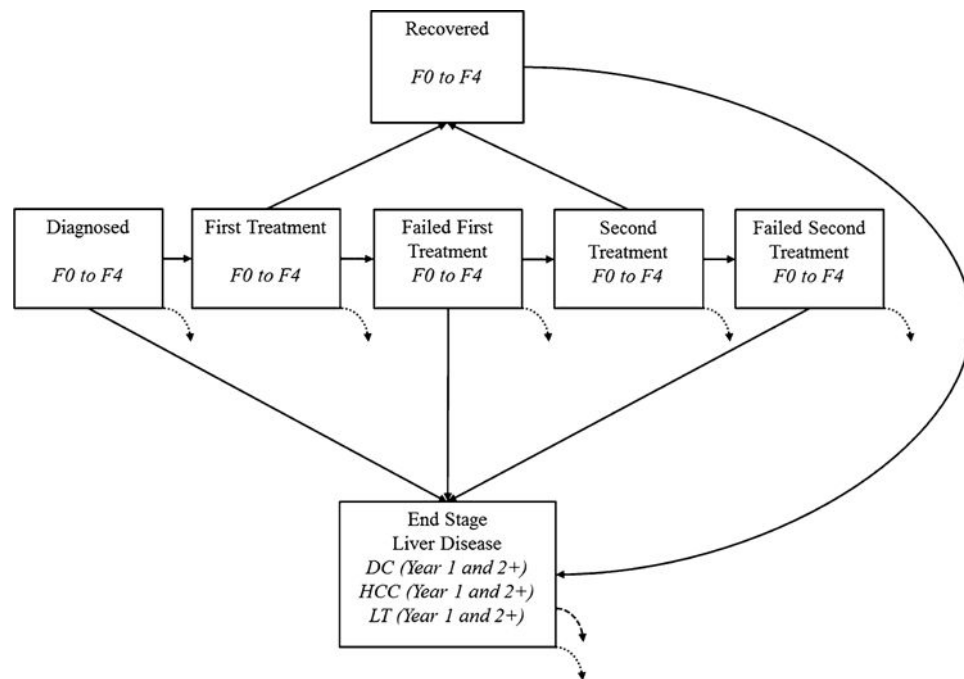 Recovered
F0 to F4
Diagnosed
F0 to F4
First Treatment
F0 to F4
Failed First
Treatment
F0 to F4
Second
Treatment
F0 to F4
Failed Second
Treatment
F0 to F4
End Stage
Liver Disease
DC (Year 1 and 2+)
HCC (Year 1 and 2+)
LT (Year 1 and 2+)